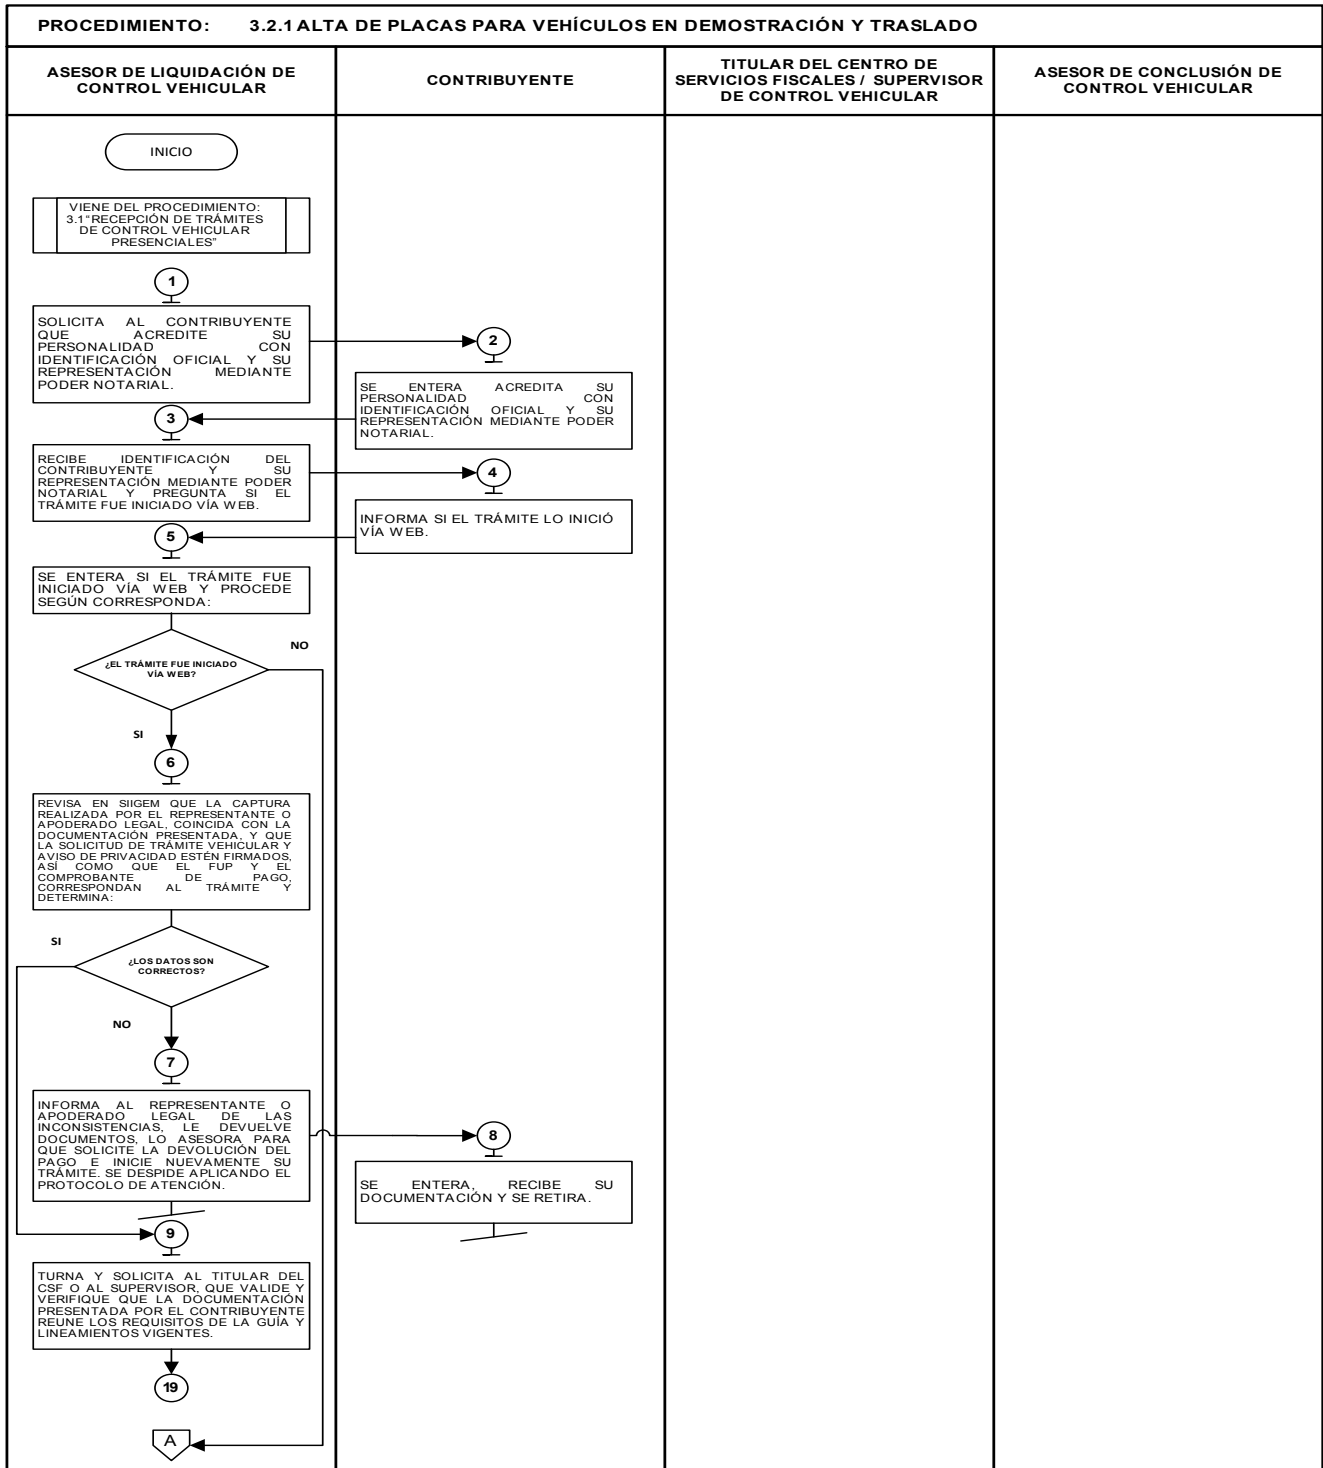 PROCEDIMIENTO: 3.2.1 ALTA DE PLACAS PARA VEHÍCULOS EN DEMOSTRACIÓN Y TRASLADO
ASESOR DE LIQUIDACIÓN DE
CONTROL VEHICULAR
CONTRIBUYENTE
TITULAR DEL CENTRO DE
SERVICIOS FISCALES / SUPERVISOR
DE CONTROL VEHICULAR
ASESOR DE CONCLUSIÓN DE
CONTROL VEHICULAR
INICIO
VIENE DEL PROCEDIMIENTO:
3.1“RECEPCIÓN DE TRÁMITES
DE CONTROL VEHICULAR
PRESENCIALES”
1
SOLICITA AL CONTRIBUYENTE
QUE ACREDITE SU
PERSONALIDAD CON
IDENTIFICACIÓN OFICIAL Y SU
REPRESENTACIÓN MEDIANTE
PODER NOTARIAL.
2
SE ENTERA ACREDITA SU
PERSONALIDAD CON
IDENTIFICACIÓN OFICIAL Y SU
REPRESENTACIÓN MEDIANTE PODER
NOTARIAL.
3
RECIBE IDENTIFICACIÓN DEL
CONTRIBUYENTE Y SU
REPRESENTACIÓN MEDIANTE PODER
NOTARIAL Y PREGUNTA SI EL
TRÁMITE FUE INICIADO VÍA WEB.
4
INFORMA SI EL TRÁMITE LO INICIÓ
VÍA WEB.
5
SE ENTERA SI EL TRÁMITE FUE
INICIADO VÍA WEB Y PROCEDE
SEGÚN CORRESPONDA:
¿EL TRÁMITE FUE INICIADO
VÍA WEB?
NO
SI
6
REVISA EN SIIGEM QUE LA CAPTURA
REALIZADA POR EL REPRESENTANTE O
APODERADO LEGAL, COINCIDA CON LA
DOCUMENTACIÓN PRESENTADA, Y QUE
LA SOLICITUD DE TRÁMITE VEHICULAR Y
AVISO DE PRIVACIDAD ESTÉN FIRMADOS,
ASÍ COMO QUE EL FUP Y EL
COMPROBANTE DE PAGO,
CORRESPONDAN AL TRÁMITE Y
DETERMINA:
SI
¿LOS DATOS SON
CORRECTOS?
NO
7
INFORMA AL REPRESENTANTE O
APODERADO LEGAL DE LAS
INCONSISTENCIAS, LE DEVUELVE
DOCUMENTOS, LO ASESORA PARA
QUE SOLICITE LA DEVOLUCIÓN DEL
PAGO E INICIE NUEVAMENTE SU
TRÁMITE. SE DESPIDE APLICANDO EL
PROTOCOLO DE ATENCIÓN.
8
SE ENTERA, RECIBE SU
DOCUMENTACIÓN Y SE RETIRA.
9
TURNA Y SOLICITA AL TITULAR DEL
CSF O AL SUPERVISOR, QUE VALIDE Y
VERIFIQUE QUE LA DOCUMENTACIÓN
PRESENTADA POR EL CONTRIBUYENTE
REUNE LOS REQUISITOS DE LA GUÍA Y
LINEAMIENTOS VIGENTES.
19
A